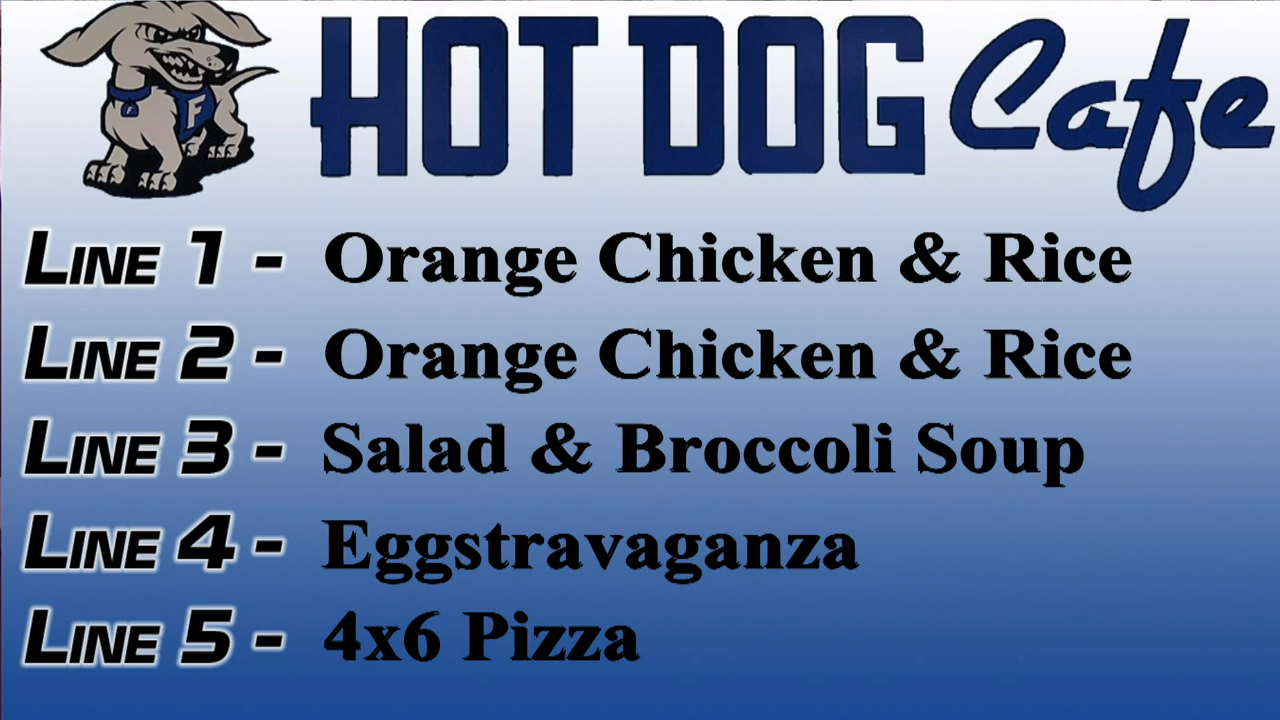 HOT DOG Cafe
F
LINE 1 - Orange Chicken & Rice
LINE 2 - Orange Chicken & Rice
LINE 3 - Salad & Broccoli Soup
LINE 4 - Eggstravaganza
LINE 5 - 4x6 Pizza